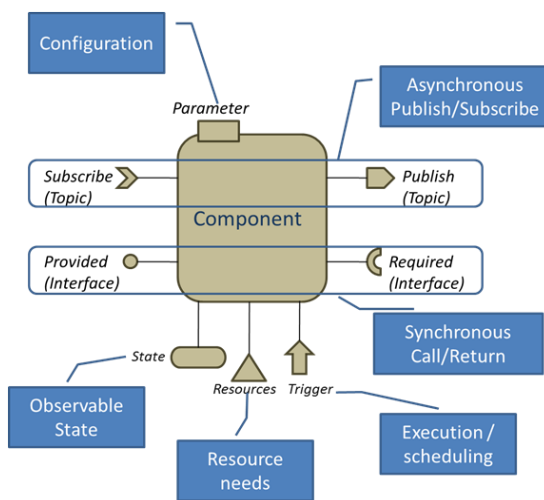 Configuration
Asynchronous
Publish/Subscribe
Parameter
Subscribe
(Topic)
Publish
(Topic)
Component
Provided
(Interface)
Required
(Interface)
Synchronous
Call/Return
State
Resources
Trigger
Observable
State
Resource
needs
Execution /
scheduling